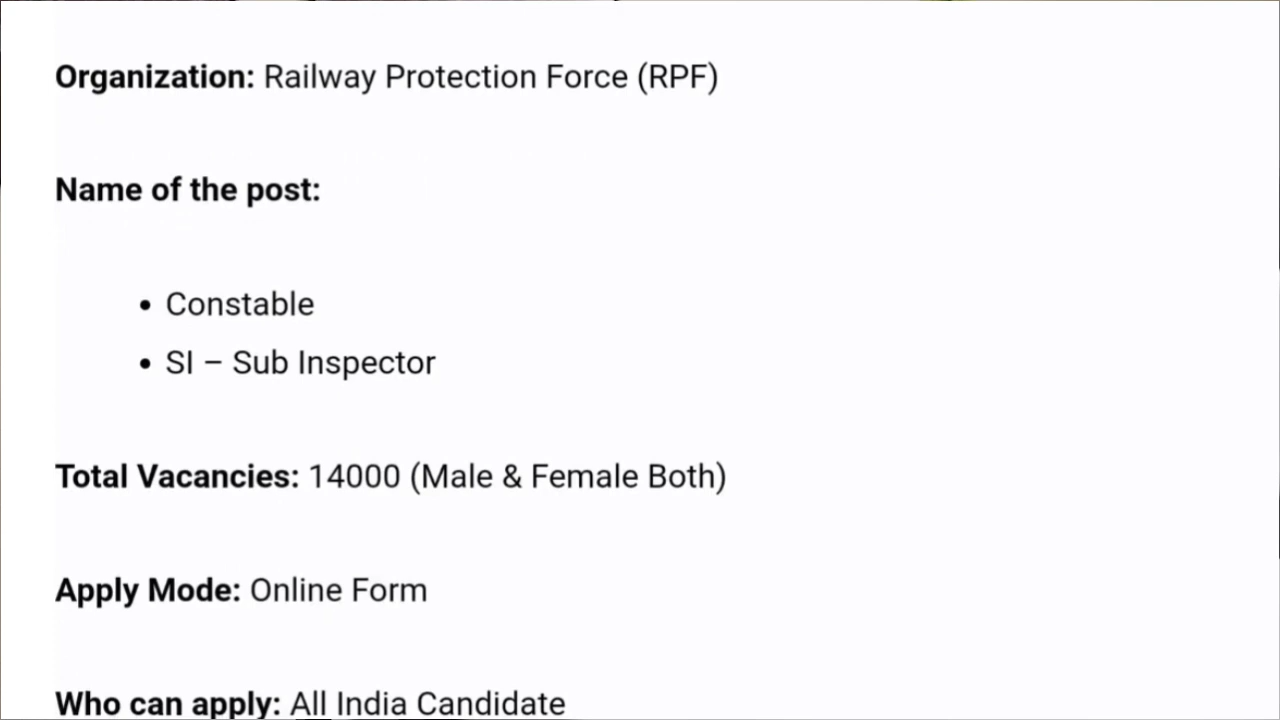 Organization: Railway Protection Force (RPF)
Name of the post:
• Constable
• SI – Sub Inspector
Total Vacancies: 14000 (Male & Female Both)
Apply Mode: Online Form
Who can apply: All India Candidate